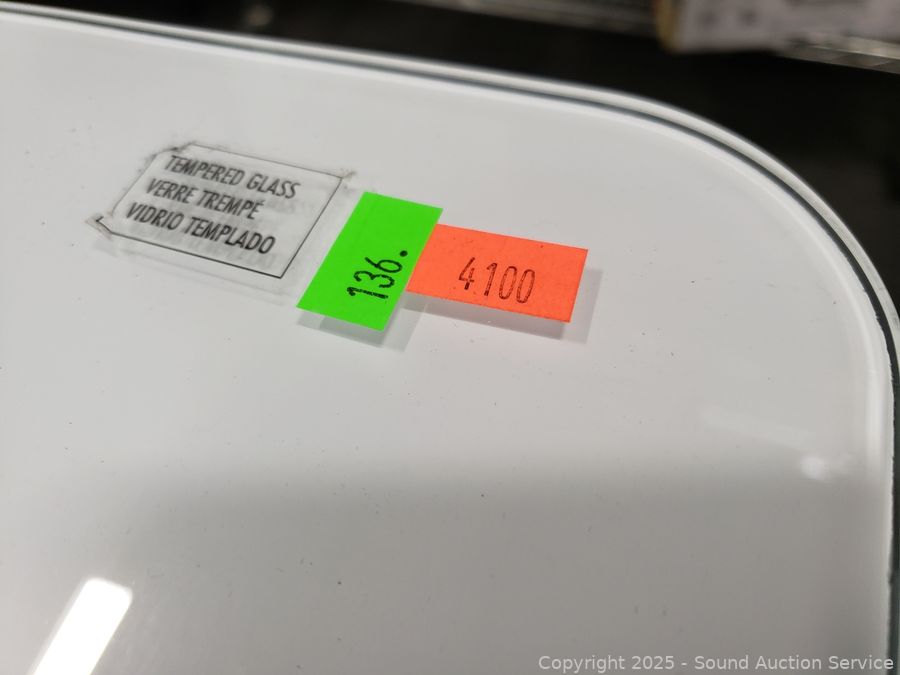 TEMPERED GLASS
VERRE TREMPÉ
VIDRIO TEMPLADO
136.
4100
Copyright 2025 - Sound Auction Service